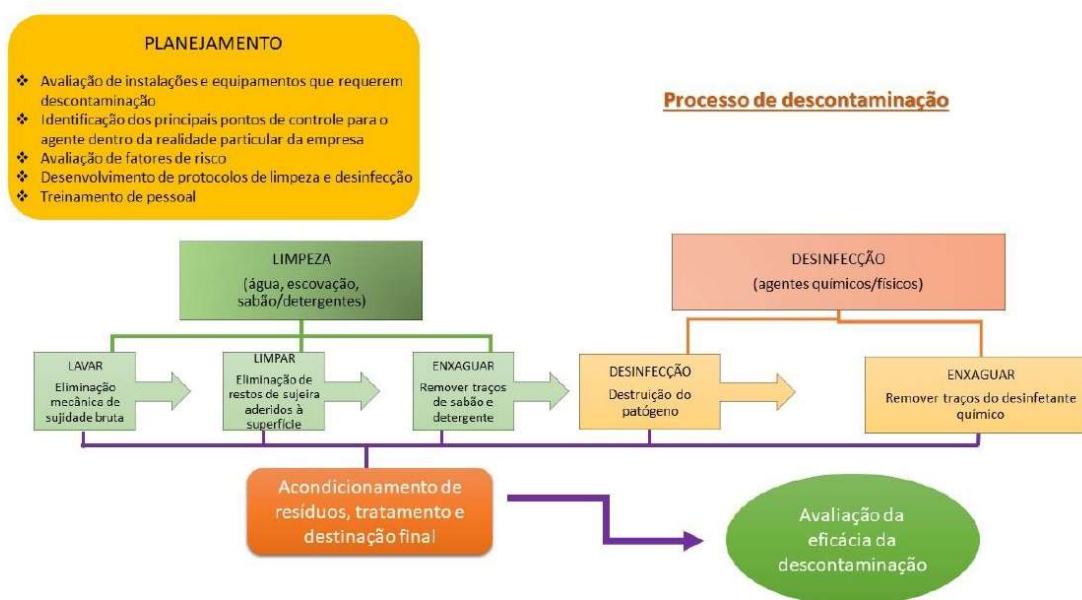 PLANEJAMENTO
❖ Avaliação de instalações e equipamentos que requerem
descontaminação
❖ Identificação dos principais pontos de controle para o
agente dentro da realidade particular da empresa
❖ Avaliação de fatores de risco
❖ Desenvolvimento de protocolos de limpeza e desinfecção
❖ Treinamento de pessoal
Processo de descontaminação
LIMPEZA
(água, escovação,
sabão/detergentes)
DESINFECÇÃO
(agentes químicos/físicos)
LAVAR
Eliminação
mecânica de
sujidade bruta
LIMPAR
Eliminação de
restos de sujeira
aderidos à
superfície
ENXAGUAR
Remover traços
de sabão e
detergente
DESINFECÇÃO
Destruição do
patógeno
ENXAGUAR
Remover traços do desinfetante
químico
Acondicionamento de
resíduos, tratamento e
destinação final
Avaliação da
eficácia da
descontaminação